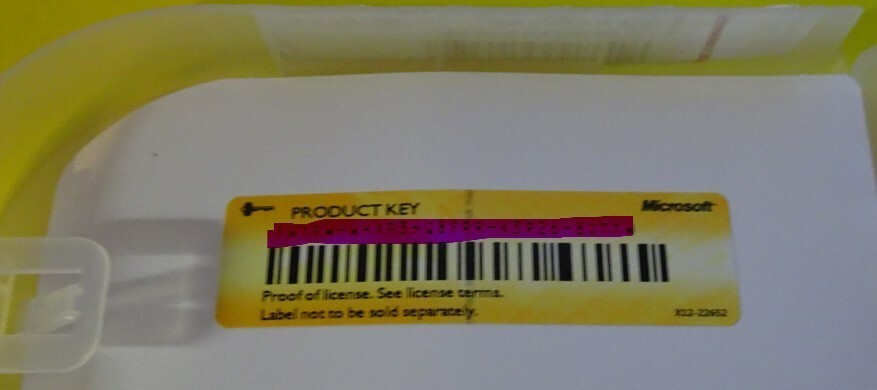 PRODUCT KEY Microsoft
Proof of license. See license terms.
Label not to be sold separately.
X12-22652